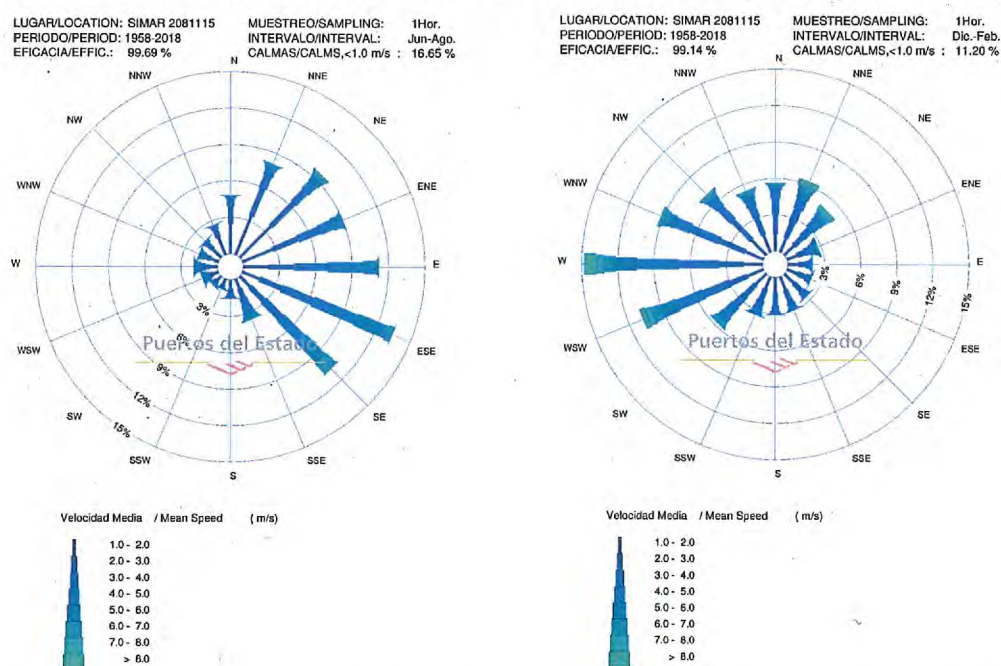 LUGAR/LOCATION: SIMAR 2081115 MUESTREO/SAMPLING: 1Hor.
PERIODO/PERIOD: 1958-2018 INTERVALO/INTERVAL: Jun-Ago.
EFICACIA/EFFIC.: 99.69 % CALMAS/CALMS,<1.0 m/s : 16.65 %
N
NNW NNE
NW NE
WNW ENE
W E
3%
6%
Puertos del Estado
WSW ESE
9%
12%
SW SE
15%
SSW SSE
S
Velocidad Media / Mean Speed ( m/s)
1.0 - 2.0
2.0 - 3.0
3.0 - 4.0
4.0 - 5.0
5.0 - 6.0
6.0 - 7.0
7.0 - 8.0
> 8.0
LUGAR/LOCATION: SIMAR 2081115 MUESTREO/SAMPLING: 1Hor.
PERIODO/PERIOD: 1958-2018 INTERVALO/INTERVAL: Dic.-Feb.
EFICACIA/EFFIC.: 99.14 % CALMAS/CALMS,<1.0 m/s : 11.20 %
N
NNW NNE
NW NE
WNW ENE
W E
3% 6% 9% 12% 15%
Puertos del Estado
WSW ESE
SW SE
SSW SSE
S
Velocidad Media / Mean Speed ( m/s)
1.0 - 2.0
2.0 - 3.0
3.0 - 4.0
4.0 - 5.0
5.0 - 6.0
6.0 - 7.0
7.0 - 8.0
> 8.0